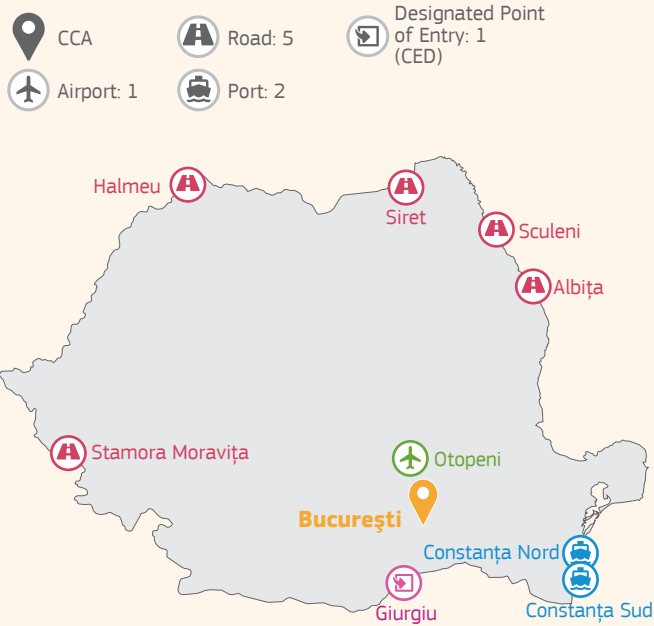 CCA
Road: 5
Designated Point
of Entry: 1
(CED)
Airport: 1
Port: 2
Halmeu
Siret
Sculeni
Albița
Stamora Moravița
Otopeni
Bucureşti
Constanța Nord
Giurgiu
Constanța Sud